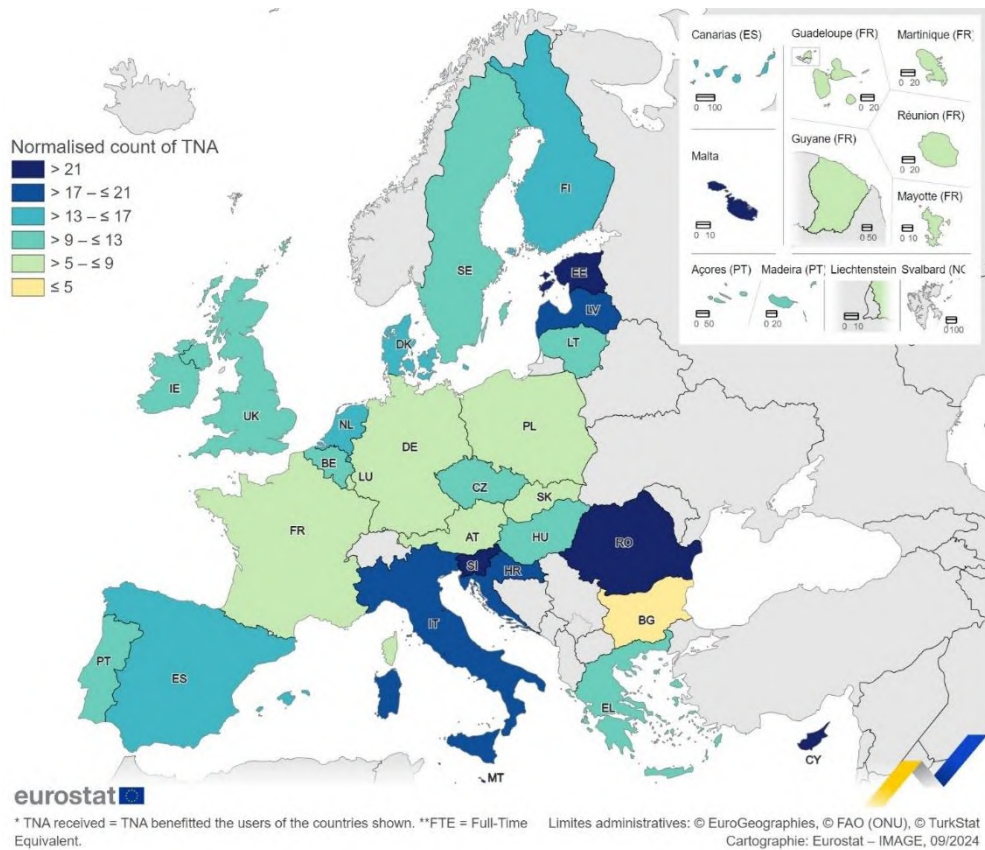 Normalised count of TNA
> 21
> 17 – ≤ 21
> 13 – ≤ 17
> 9 – ≤ 13
> 5 – ≤ 9
≤ 5
Canarias (ES)
0 100
Guadeloupe (FR)
0 20
Martinique (FR)
0 20
Réunion (FR)
0 20
Malta
0 10
Guyane (FR)
0 50
Mayotte (FR)
0 10
Açores (PT)
0 50
Madeira (PT)
0 20
Liechtenstein
0 10
Svalbard (NO
0 100
FI
SE
EE
LV
LT
DK
IE
UK
NL
BE
LU
DE
PL
CZ
SK
FR
AT
HU
SI
HR
RO
IT
BG
PT
ES
EL
MT
CY
eurostat
* TNA received = TNA benefitted the users of the countries shown. **FTE = Full-Time
Equivalent.
Limites administratives: © EuroGeographies, © FAO (ONU), © TurkStat
Cartographie: Eurostat – IMAGE, 09/2024